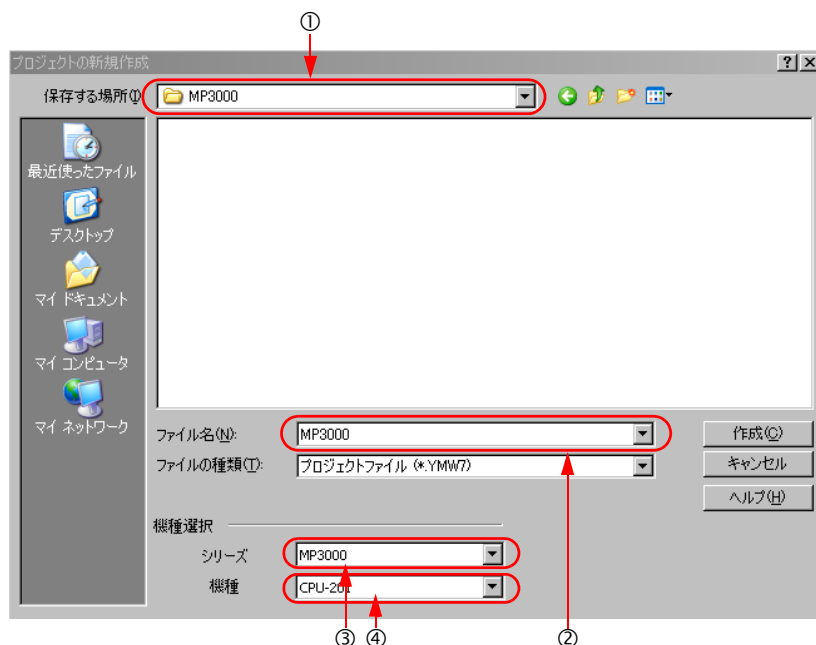 ①
プロジェクトの新規作成
保存する場所(I)
MP3000
最近使ったファイル
デスクトップ
マイ ドキュメント
マイ コンピュータ
マイ ネットワーク
ファイル名(N):
MP3000
作成(C)
ファイルの種類(T):
プロジェクトファイル (*.YMW7)
キャンセル
ヘルプ(H)
機種選択
シリーズ
MP3000
機種
CPU-201
③ ④ ②